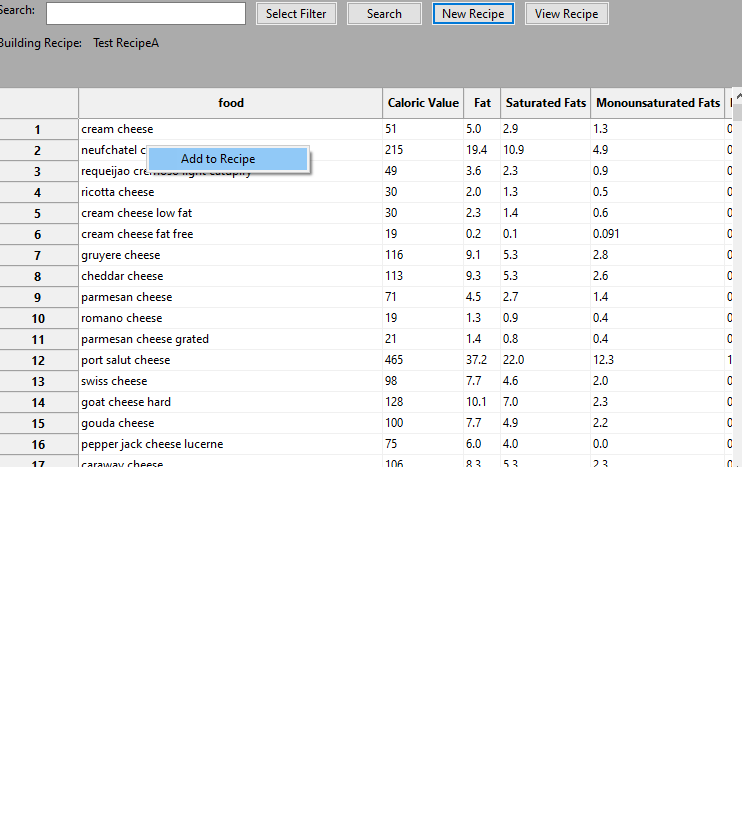 Search: Select Filter Search New Recipe View Recipe
Building Recipe: Test RecipeA
food Caloric Value Fat Saturated Fats Monounsaturated Fats
1 cream cheese 51 5.0 2.9 1.3 0
2 neufchatel c 215 19.4 10.9 4.9 0
Add to Recipe
3 requeijao cremoso light catupiry 49 3.6 2.3 0.9 0
4 ricotta cheese 30 2.0 1.3 0.5 0
5 cream cheese low fat 30 2.3 1.4 0.6 0
6 cream cheese fat free 19 0.2 0.1 0.091 0
7 gruyere cheese 116 9.1 5.3 2.8 0
8 cheddar cheese 113 9.3 5.3 2.6 0
9 parmesan cheese 71 4.5 2.7 1.4 0
10 romano cheese 19 1.3 0.9 0.4 0
11 parmesan cheese grated 21 1.4 0.8 0.4 0
12 port salut cheese 465 37.2 22.0 12.3 1
13 swiss cheese 98 7.7 4.6 2.0 0
14 goat cheese hard 128 10.1 7.0 2.3 0
15 gouda cheese 100 7.7 4.9 2.2 0
16 pepper jack cheese lucerne 75 6.0 4.0 0.0 0
17 caraway cheese 106 8.3 5.3 2.3 0